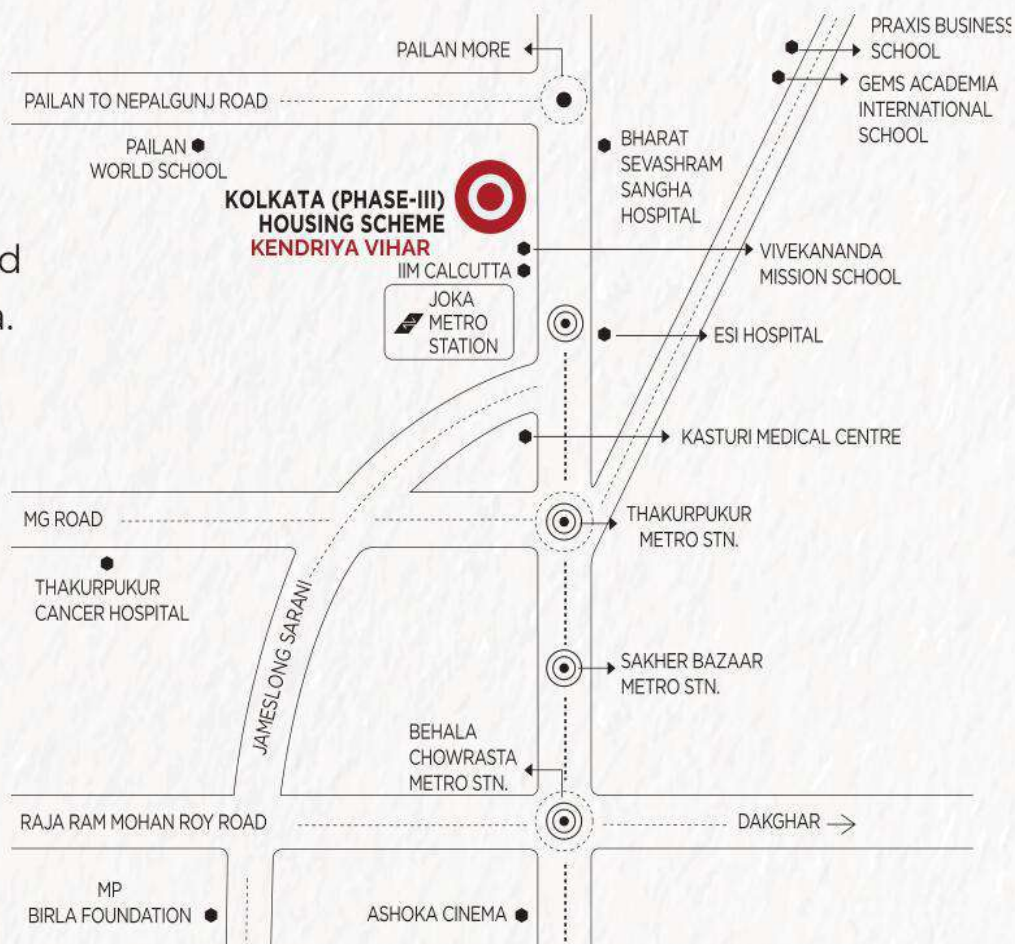 PRAXIS BUSINESS
SCHOOL
PAILAN MORE
GEMS ACADEMIA
INTERNATIONAL
SCHOOL
PAILAN TO NEPALGUNJ ROAD
PAILAN
WORLD SCHOOL
BHARAT
SEVASHRAM
SANGHA
HOSPITAL
KOLKATA (PHASE-III)
HOUSING SCHEME
KENDRIYA VIHAR
VIVEKANANDA
MISSION SCHOOL
IIM CALCUTTA
JOKA
METRO
STATION
ESI HOSPITAL
KASTURI MEDICAL CENTRE
MG ROAD
THAKURPUKUR
METRO STN.
THAKURPUKUR
CANCER HOSPITAL
JAMESLONG SARANI
SAKHER BAZAAR
METRO STN.
BEHALA
CHOWRASTA
METRO STN.
RAJA RAM MOHAN ROY ROAD
DAKGHAR
MP
BIRLA FOUNDATION
ASHOKA CINEMA